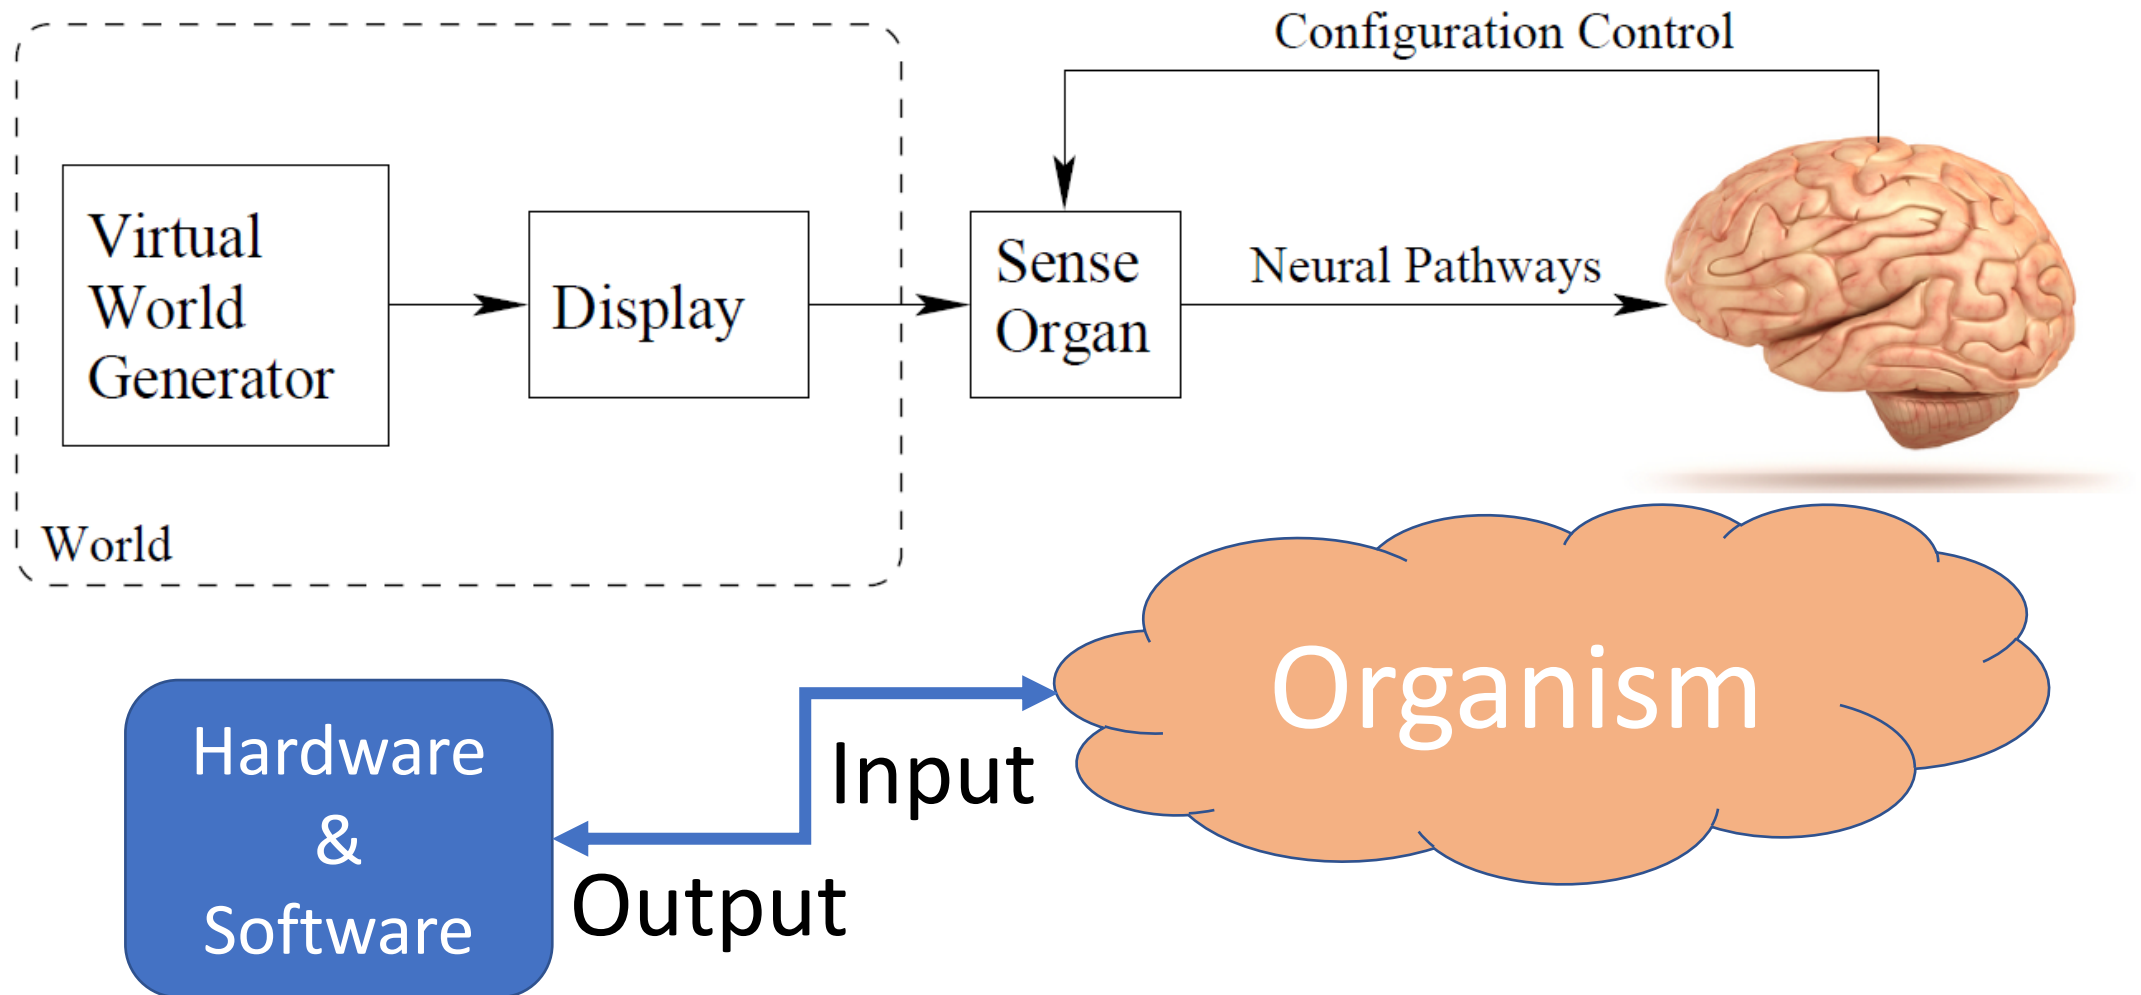 Configuration Control
Virtual
World
Generator
Display
Sense
Organ
Neural Pathways
World
Organism
Hardware
&
Software
Input
Output